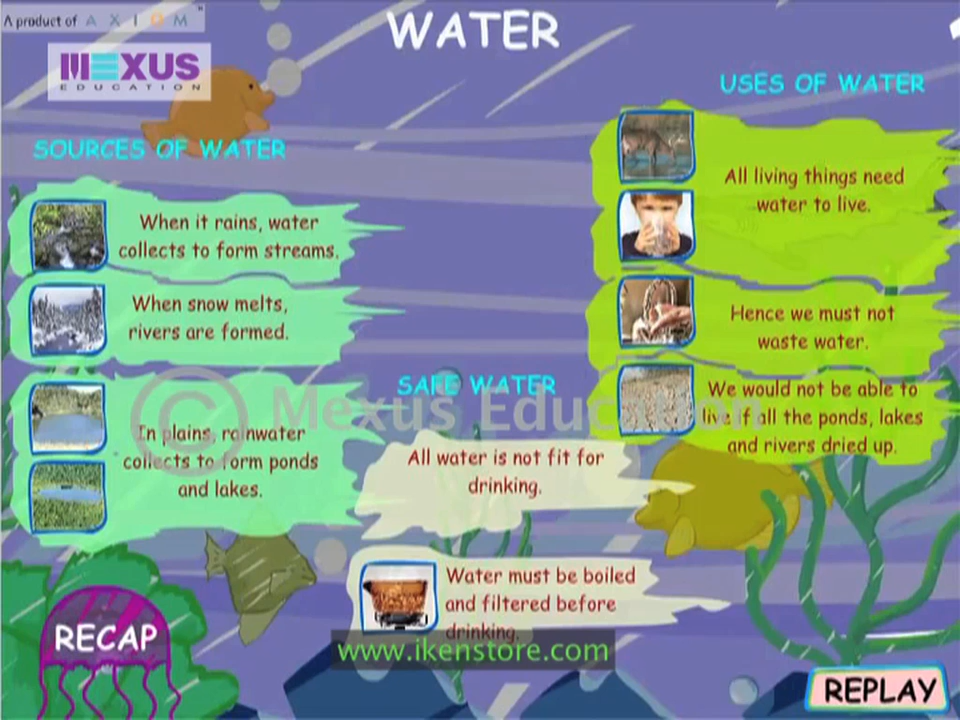 A product of AXIOM
MEXUS
EDUCATION
WATER
SOURCES OF WATER
When it rains, water
collects to form streams.
When snow melts,
rivers are formed.
In plains, rainwater
collects to form ponds
and lakes.
SAFE WATER
All water is not fit for
drinking.
Water must be boiled
and filtered before
drinking.
USES OF WATER
All living things need
water to live.
Hence we must not
waste water.
We would not be able to
live if all the ponds, lakes
and rivers dried up.
© Mexus Education
RECAP
www.ikenstore.com
REPLAY